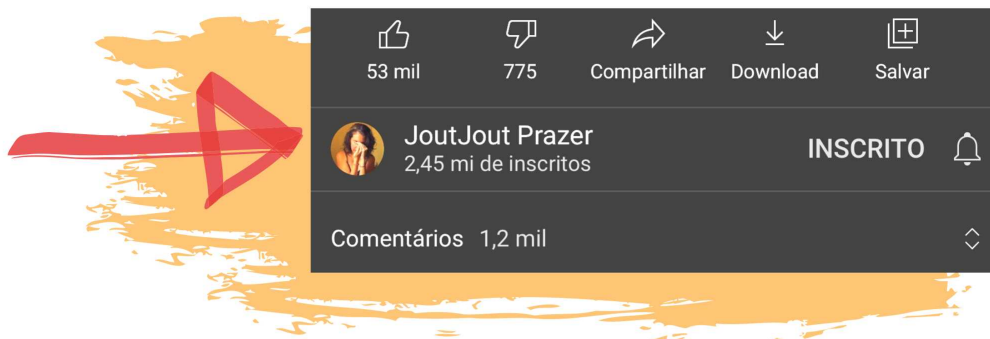 53 mil 775 Compartilhar Download Salvar
JoutJout Prazer
2,45 mi de inscritos
INSCRITO
Comentários 1,2 mil